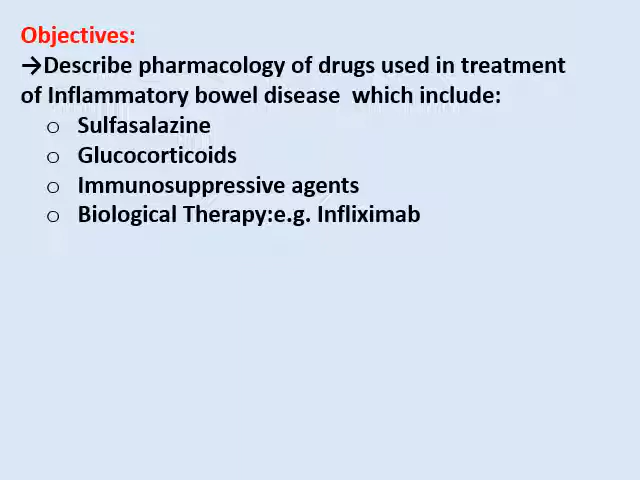 Objectives:
→Describe pharmacology of drugs used in treatment
of Inflammatory bowel disease  which include:
o Sulfasalazine
o Glucocorticoids
o Immunosuppressive agents
o Biological Therapy:e.g. Infliximab